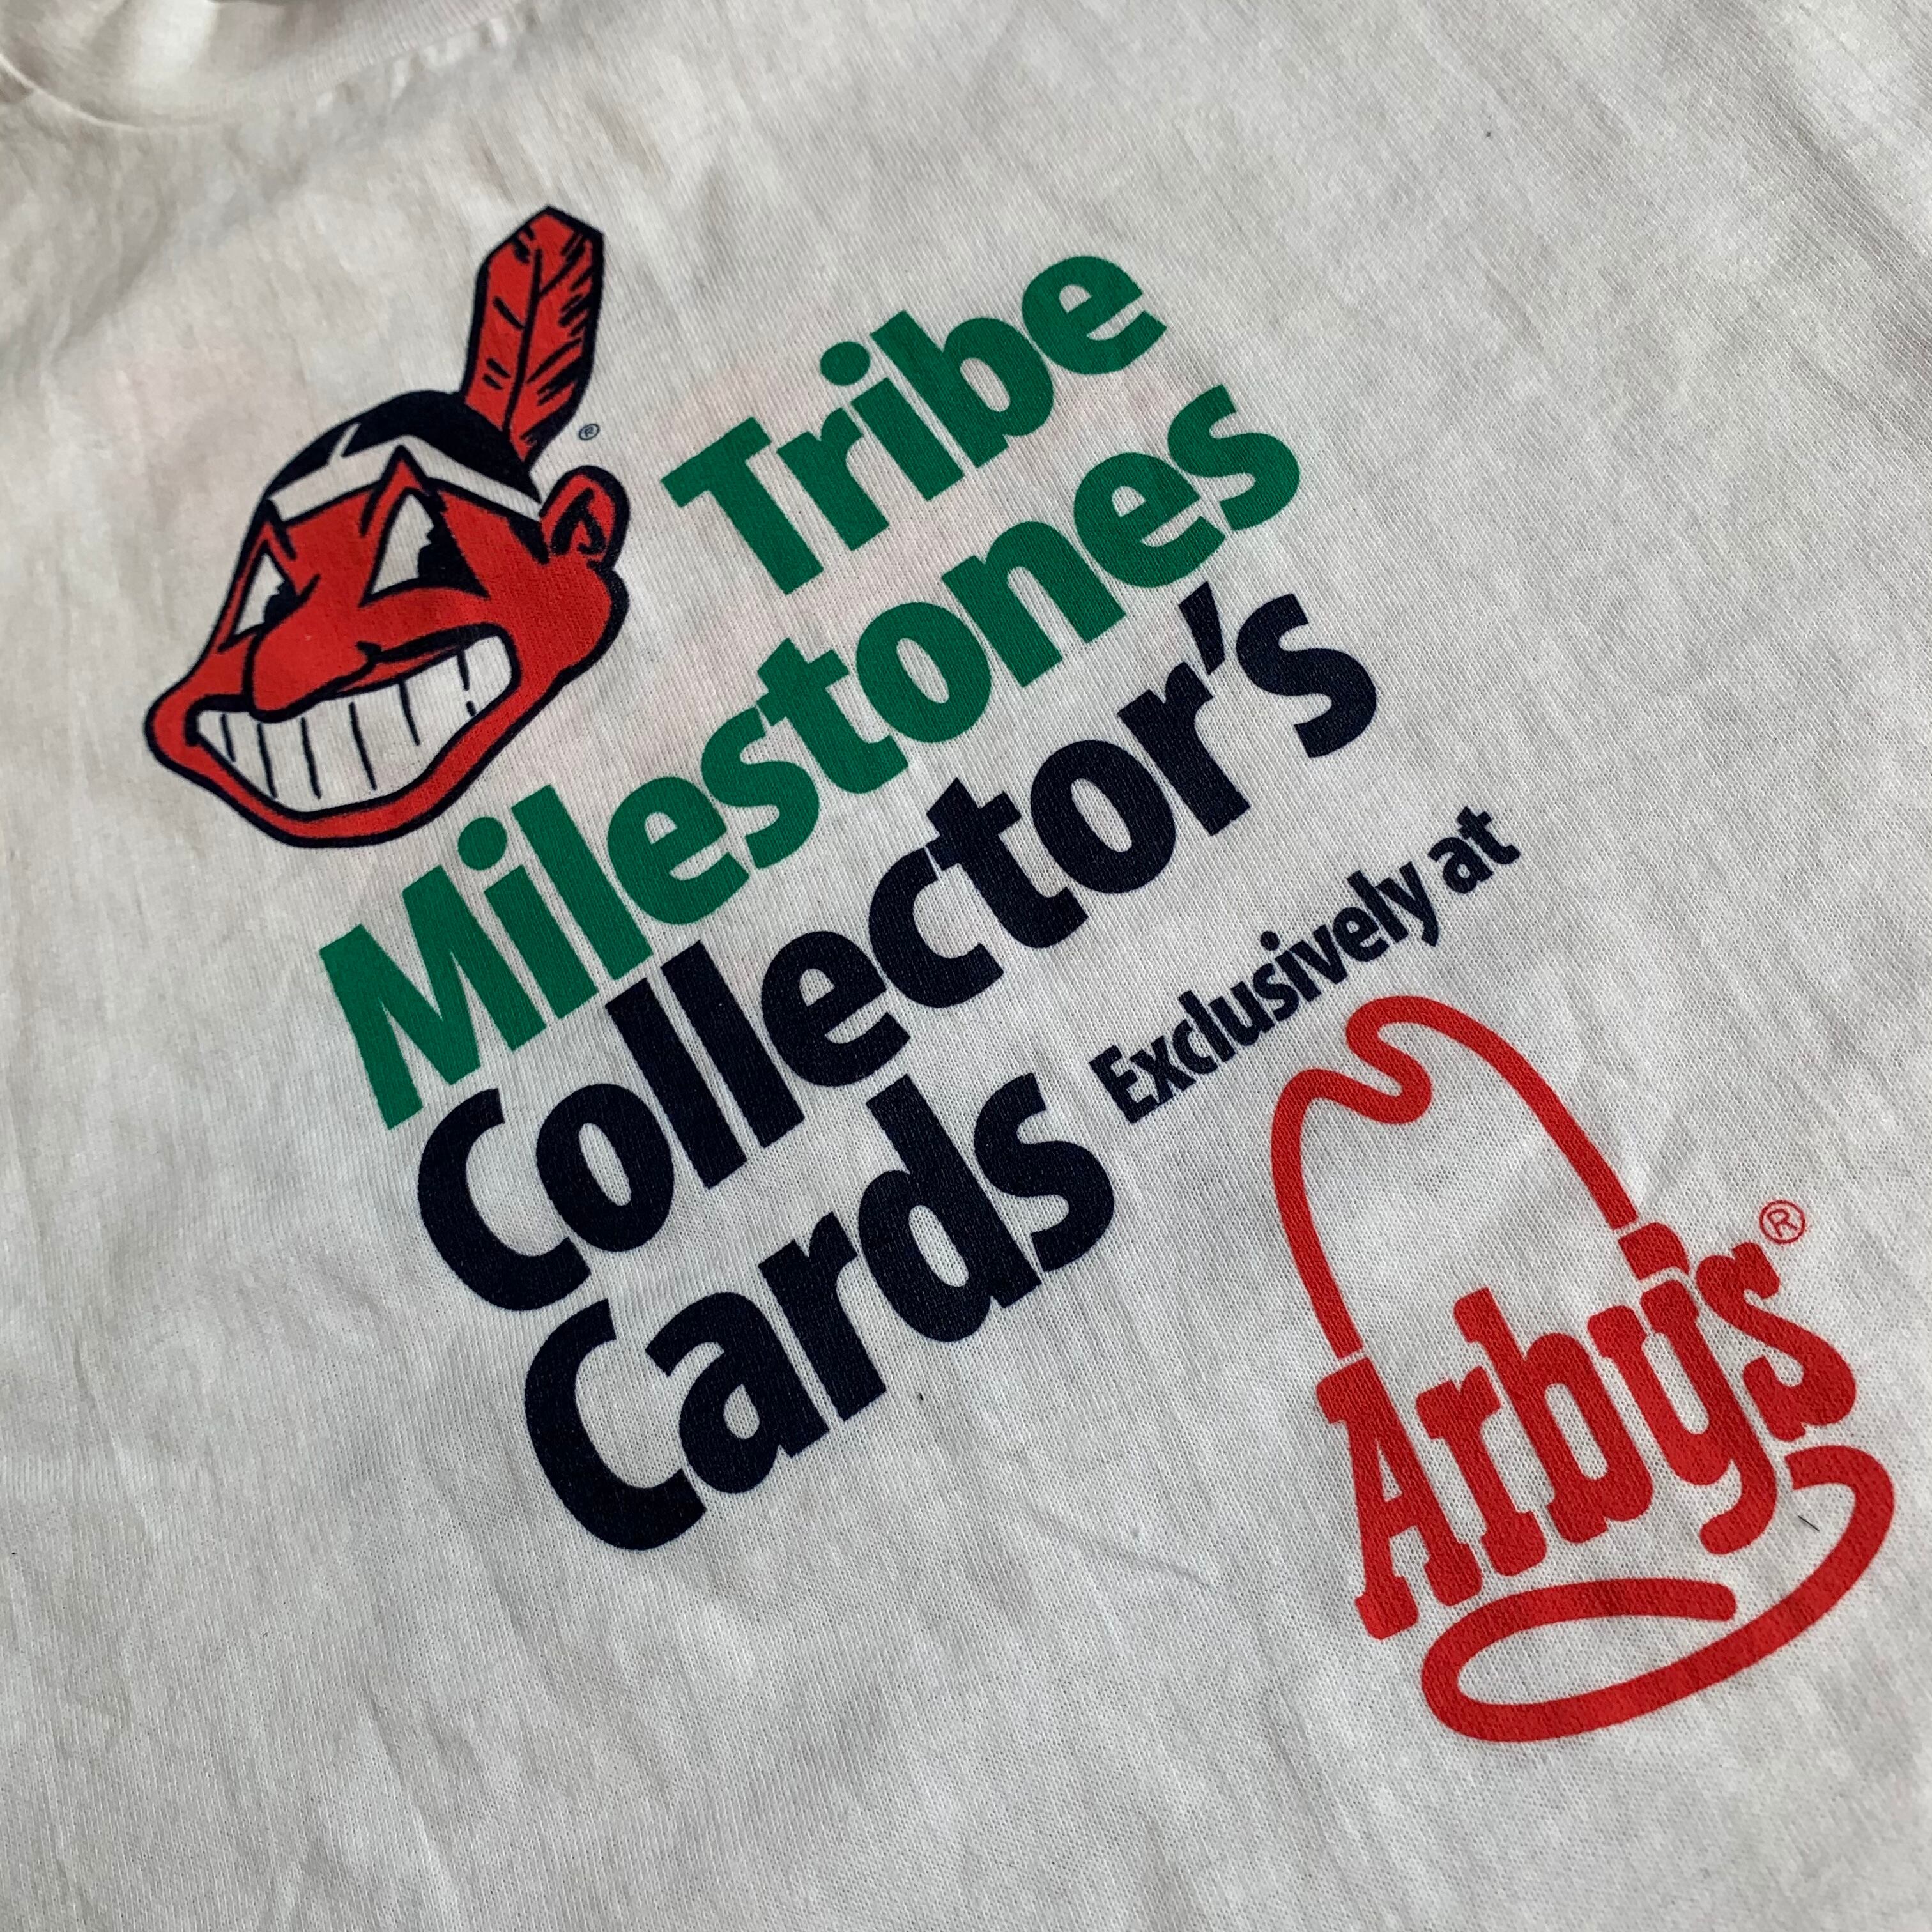 ®
Tribe
Milestones
Collector's
Cards
Exclusively at
Arby's®